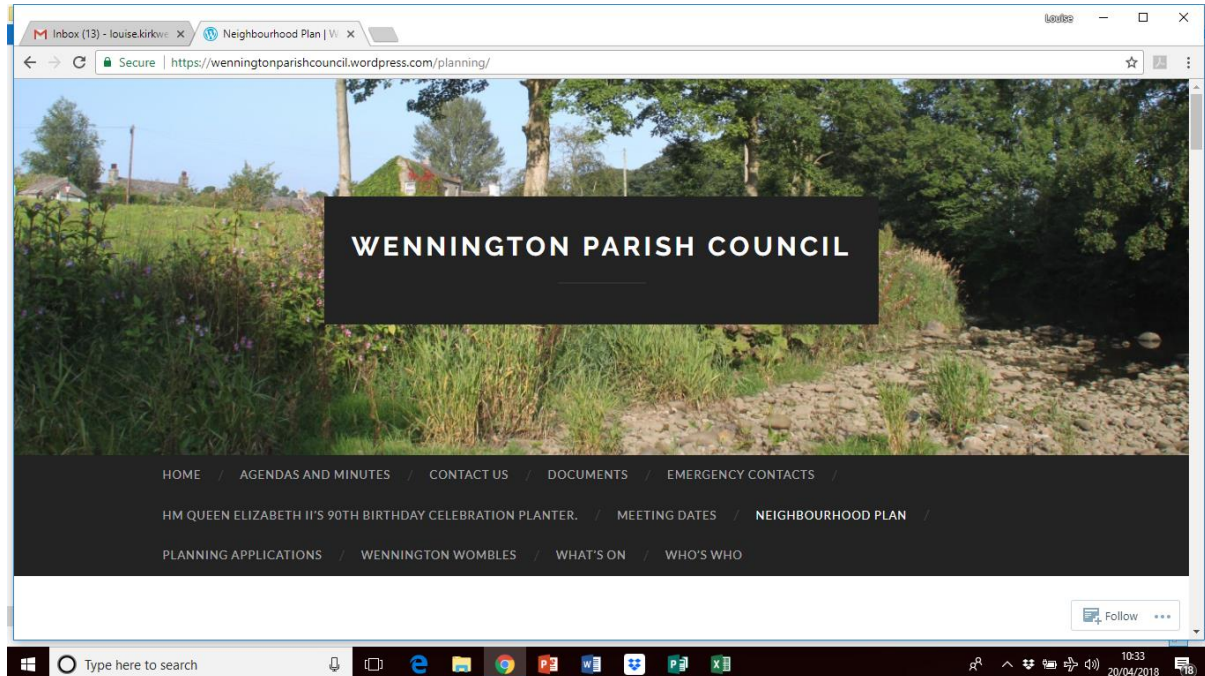 Louise
Inbox (13) - louise.kirkwe
Neighbourhood Plan | W
Secure | https://wenningtonparishcouncil.wordpress.com/planning/
WENNINGTON PARISH COUNCIL
HOME / AGENDAS AND MINUTES / CONTACT US / DOCUMENTS / EMERGENCY CONTACTS /
HM QUEEN ELIZABETH II'S 90TH BIRTHDAY CELEBRATION PLANTER. / MEETING DATES / NEIGHBOURHOOD PLAN /
PLANNING APPLICATIONS / WENNINGTON WOMBLES / WHAT'S ON / WHO'S WHO
Follow
Type here to search
10:33
20/04/2018
18